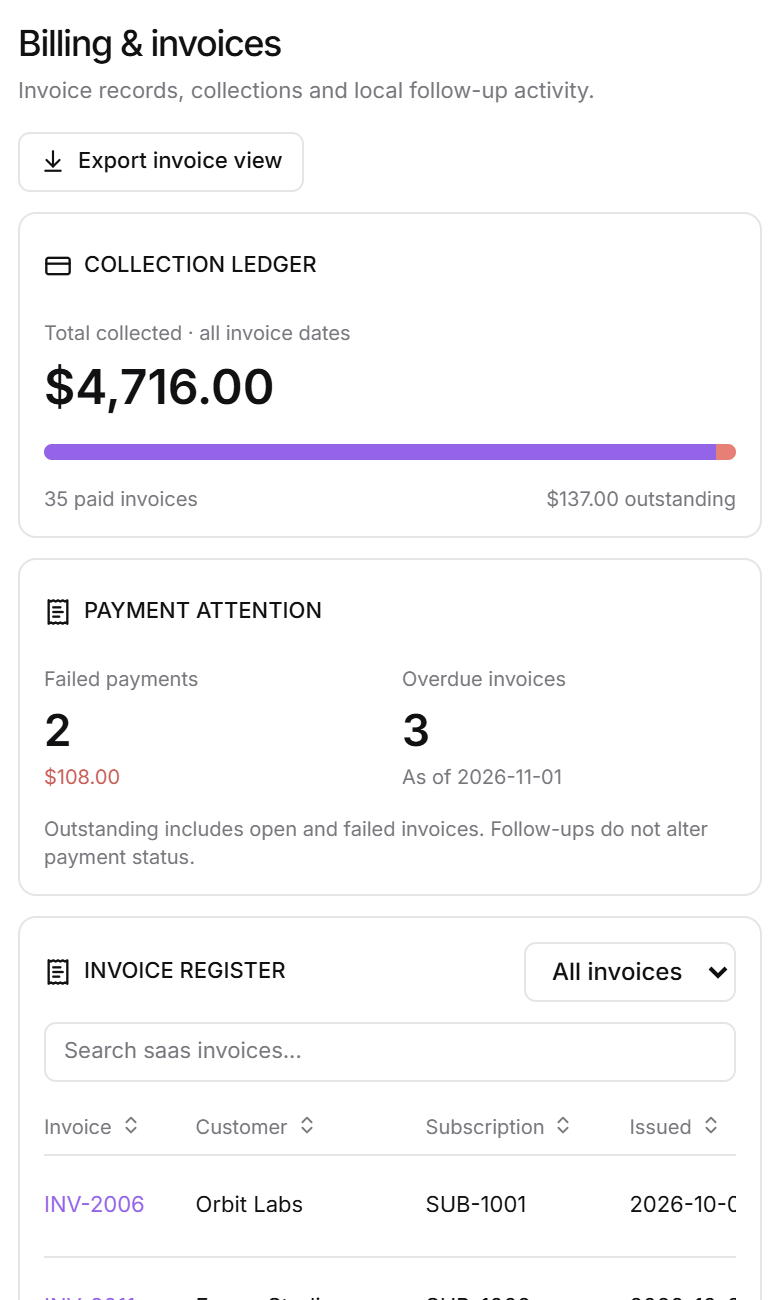 Billing & invoices
Invoice records, collections and local follow-up activity.
Export invoice view
COLLECTION LEDGER
Total collected · all invoice dates
$4,716.00
35 paid invoices $137.00 outstanding
PAYMENT ATTENTION
Failed payments Overdue invoices
2 3
$108.00 As of 2026-11-01
Outstanding includes open and failed invoices. Follow-ups do not alter
payment status.
INVOICE REGISTER All invoices
Search saas invoices...
Invoice Customer Subscription Issued
INV-2006 Orbit Labs SUB-1001